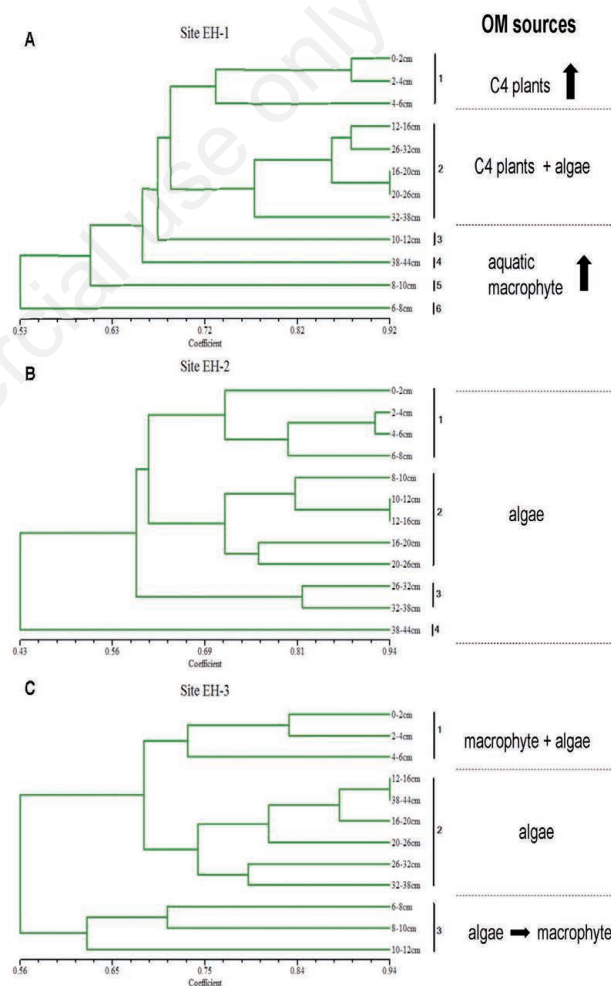 cial use only
OM sources
A
Site EH-1
0-2cm
2-4cm
4-6cm
1
C4 plants
12-16cm
26-32cm
16-20cm
20-26cm
32-38cm
2
C4 plants + algae
10-12cm
3
38-44cm
4
8-10cm
5
6-8cm
6
aquatic
macrophyte
0.53 0.63 0.72 0.82 0.92
Coefficient
B
Site EH-2
0-2cm
2-4cm
4-6cm
6-8cm
1
8-10cm
10-12cm
12-16cm
16-20cm
20-26cm
2
algae
26-32cm
32-38cm
3
38-44cm
4
0.43 0.56 0.69 0.81 0.94
Coefficient
C
Site EH-3
0-2cm
2-4cm
4-6cm
1
macrophyte + algae
12-16cm
38-44cm
16-20cm
20-26cm
26-32cm
32-38cm
2
algae
6-8cm
8-10cm
10-12cm
3
algae ➡ macrophyte
0.56 0.65 0.75 0.84 0.94
Coefficient